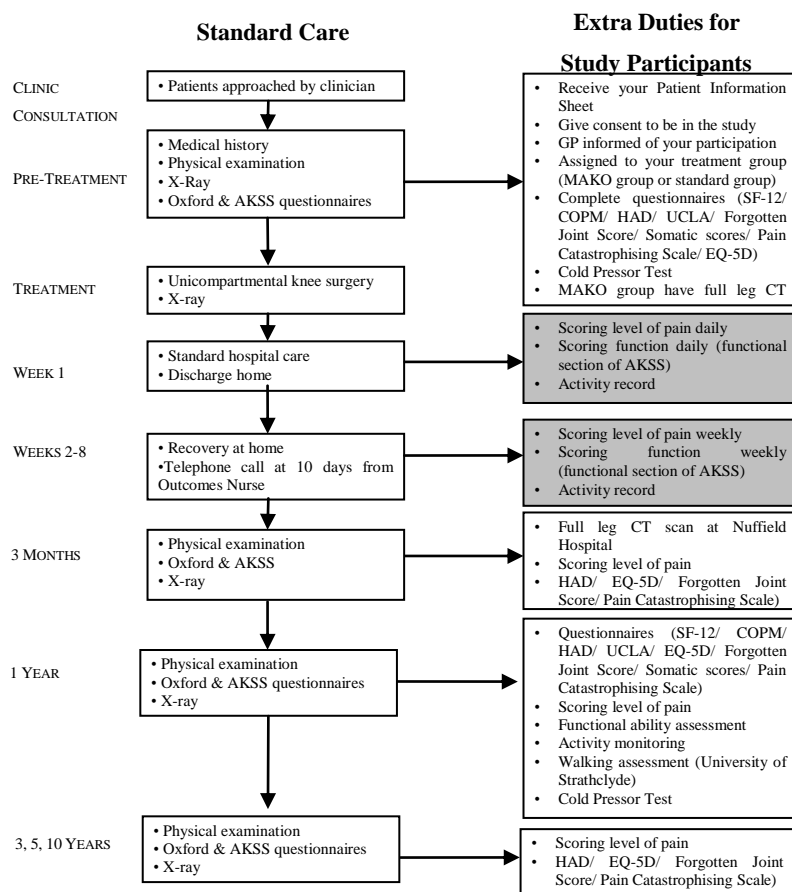 Standard Care
Extra Duties for
Study Participants
CLINIC
CONSULTATION
• Patients approached by clinician
PRE-TREATMENT
• Medical history
• Physical examination
• X-Ray
• Oxford & AKSS questionnaires
• Receive your Patient Information
Sheet
• Give consent to be in the study
• GP informed of your participation
• Assigned to your treatment group
(MAKO group or standard group)
• Complete questionnaires (SF-12/
COPM/ HAD/ UCLA/ Forgotten
Joint Score/ Somatic scores/ Pain
Catastrophising Scale/ EQ-5D)
• Cold Pressor Test
• MAKO group have full leg CT
TREATMENT
• Unicompartmental knee surgery
• X-ray
WEEK 1
• Standard hospital care
• Discharge home
• Scoring level of pain daily
• Scoring function daily (functional
section of AKSS)
• Activity record
WEEKS 2-8
• Recovery at home
•Telephone call at 10 days from
Outcomes Nurse
• Scoring level of pain weekly
• Scoring function weekly
(functional section of AKSS)
• Activity record
3 MONTHS
• Physical examination
• Oxford & AKSS
• X-ray
• Full leg CT scan at Nuffield
Hospital
• Scoring level of pain
• HAD/ EQ-5D/ Forgotten Joint
Score/ Pain Catastrophising Scale)
1 YEAR
• Physical examination
• Oxford & AKSS questionnaires
• X-ray
• Questionnaires (SF-12/ COPM/
HAD/ UCLA/ EQ-5D/ Forgotten
Joint Score/ Somatic scores/ Pain
Catastrophising Scale)
• Scoring level of pain
• Functional ability assessment
• Activity monitoring
• Walking assessment (University of
Strathclyde)
• Cold Pressor Test
3, 5, 10 YEARS
• Physical examination
• Oxford & AKSS questionnaires
• X-ray
• Scoring level of pain
• HAD/ EQ-5D/ Forgotten Joint
Score/ Pain Catastrophising Scale)